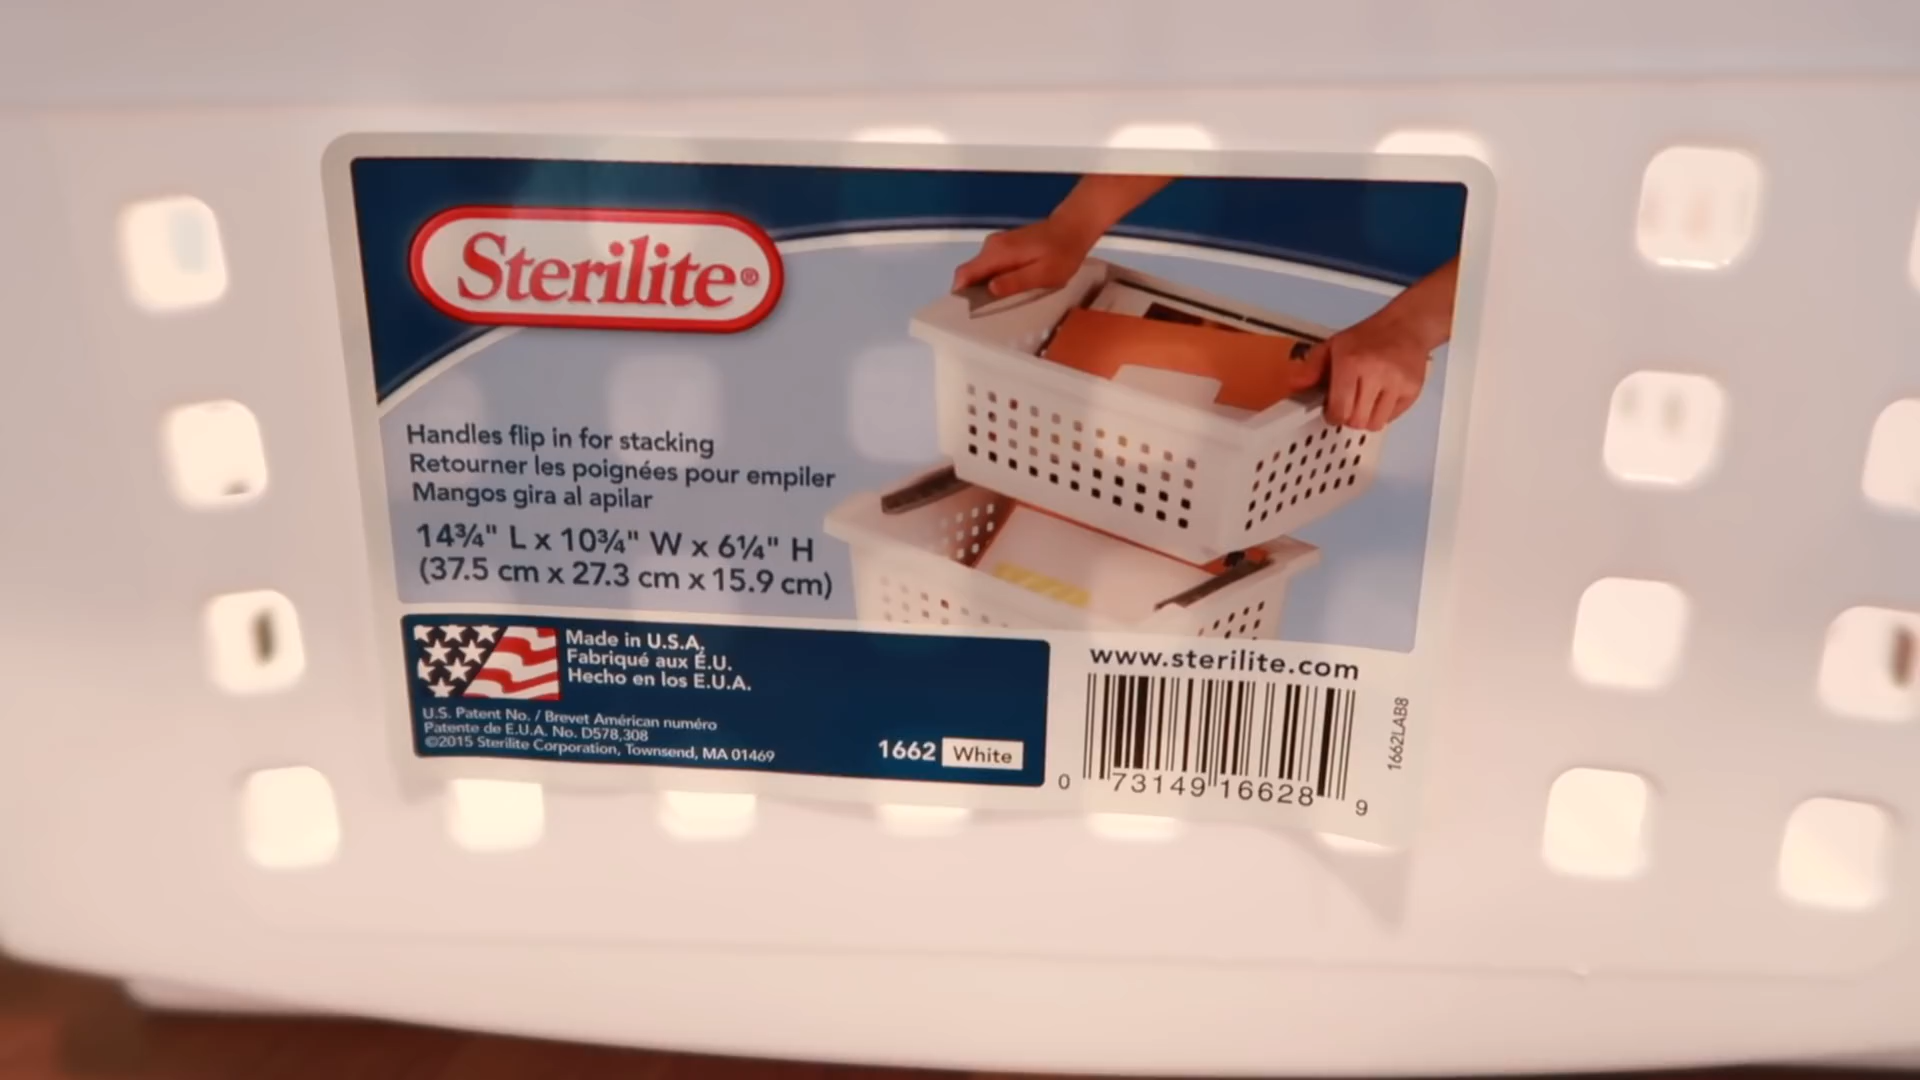 Sterilite®
Handles flip in for stacking
Retourner les poignées pour empiler
Mangos gira al apilar
14¾" L x 10¾" W x 6¼" H
(37.5 cm x 27.3 cm x 15.9 cm)
Made in U.S.A.
Fabriqué aux É.U.
Hecho en los E.U.A.
U.S. Patent No. / Brevet Américan numéro
Patente de E.U.A. No. D578,308
©2015 Sterilite Corporation, Townsend, MA 01469
1662 White
www.sterilite.com
0 73149 16628 9
1662LAB8